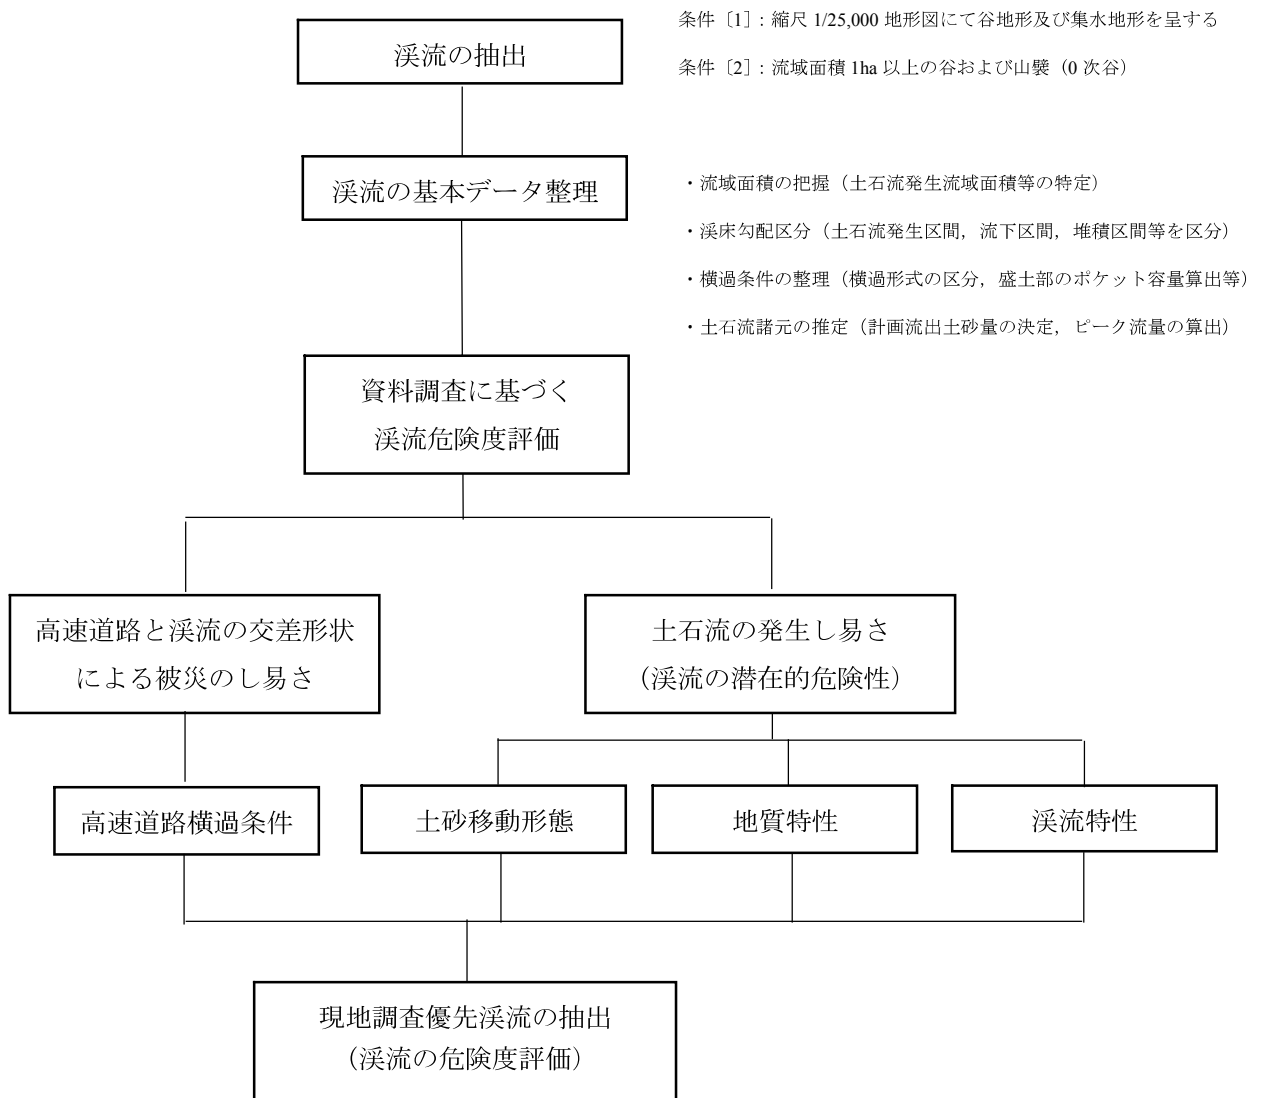 渓流の抽出
条件〔1〕: 縮尺 1/25,000 地形図にて谷地形及び集水地形を呈する
条件〔2〕: 流域面積 1ha 以上の谷および山襞（0 次谷）
渓流の基本データ整理
・流域面積の把握（土石流発生流域面積等の特定）
・渓床勾配区分（土石流発生区間，流下区間，堆積区間等を区分）
・横過条件の整理（横過形式の区分，盛土部のポケット容量算出等）
・土石流諸元の推定（計画流出土砂量の決定，ピーク流量の算出）
資料調査に基づく
渓流危険度評価
高速道路と渓流の交差形状
による被災のし易さ
土石流の発生し易さ
（渓流の潜在的危険性）
高速道路横過条件
土砂移動形態
地質特性
渓流特性
現地調査優先渓流の抽出
（渓流の危険度評価）